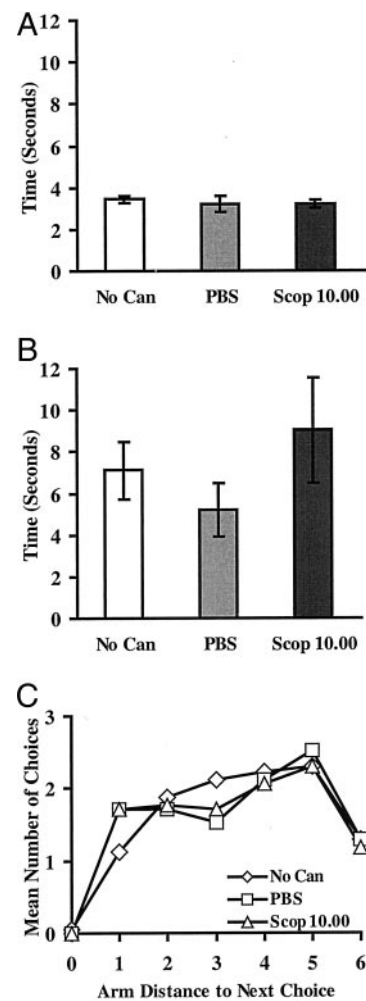 A
12
10
8
6
4
2
0
Time (Seconds)
No Can PBS Scop 10.00
B
12
10
8
6
4
2
0
Time (Seconds)
No Can PBS Scop 10.00
C
3
2
1
0
Mean Number of Choices
No Can
PBS
Scop 10.00
0 1 2 3 4 5 6
Arm Distance to Next Choice